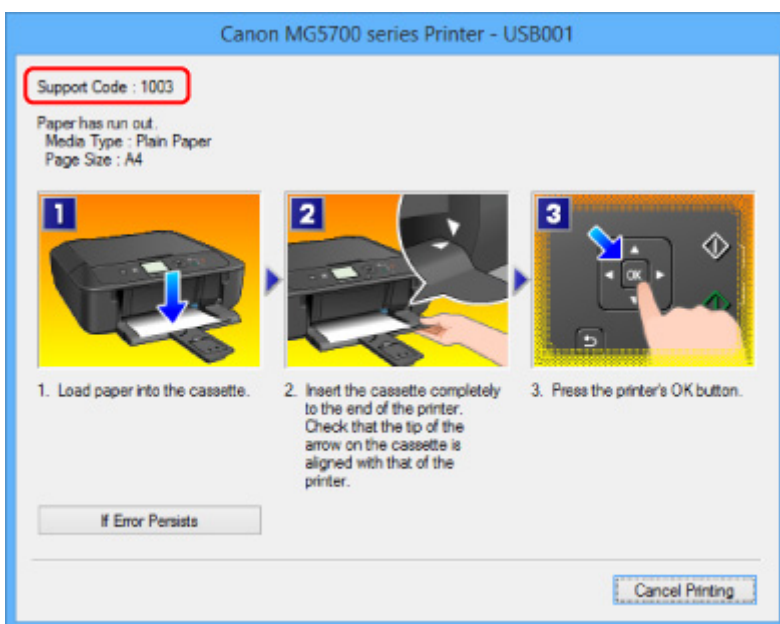 Canon MG5700 series Printer - USB001
Support Code : 1003
Paper has run out.
Media Type : Plain Paper
Page Size : A4
1
2
3
OK
1. Load paper into the cassette.
2. Insert the cassette completely
to the end of the printer.
Check that the tip of the
arrow on the cassette is
aligned with that of the
printer.
3. Press the printer's OK button.
If Error Persists
Cancel Printing